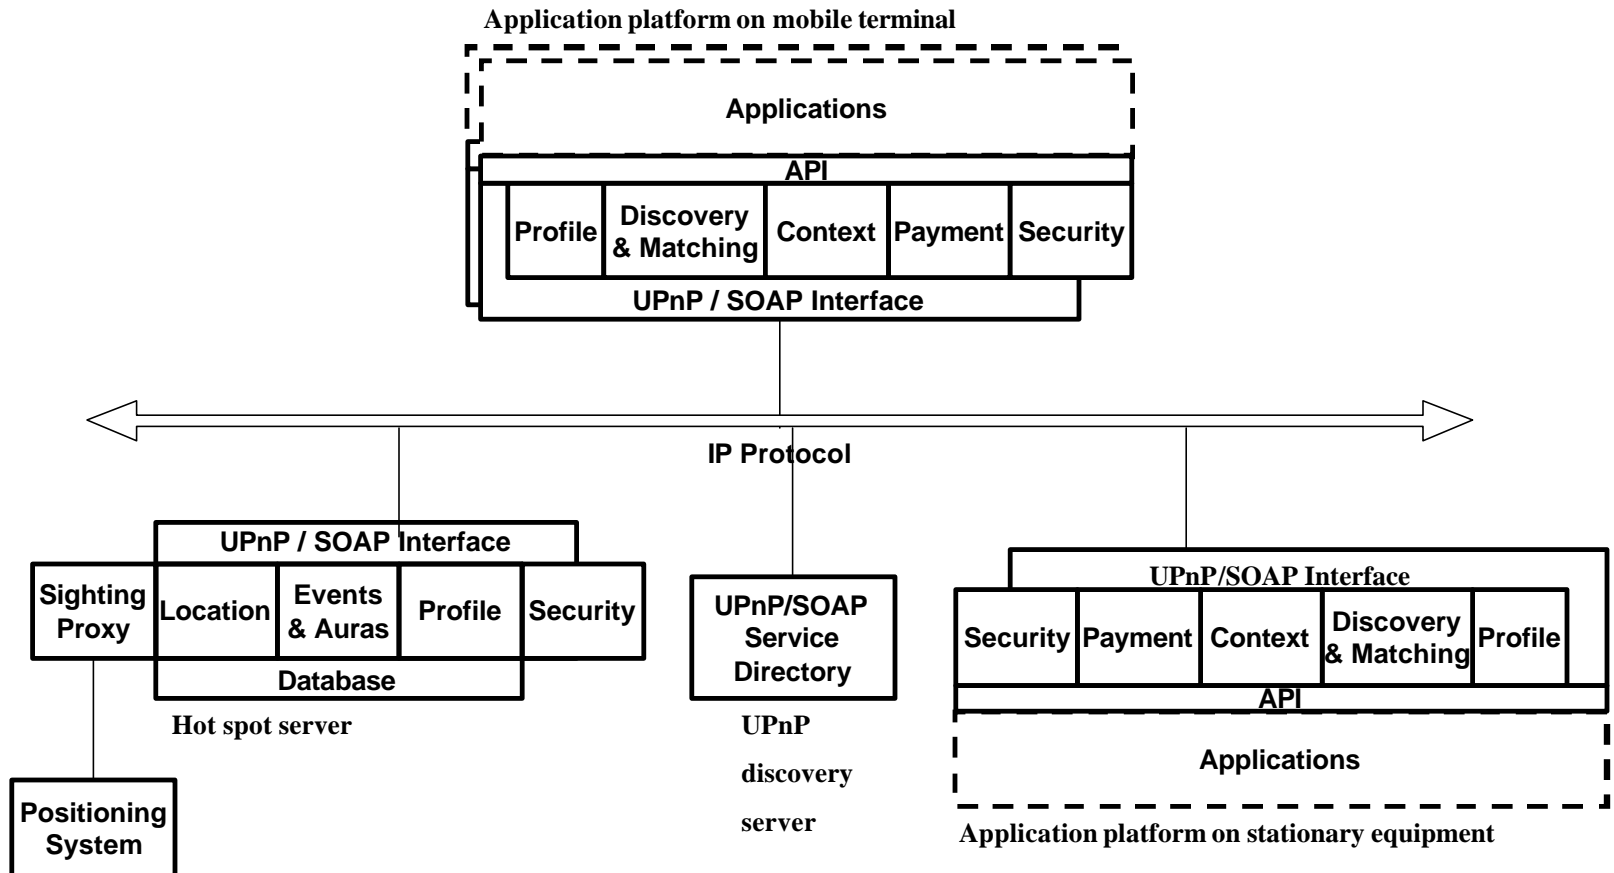 Application platform on mobile terminal
Applications
API
Profile
Discovery
& Matching
Context
Payment
Security
UPnP / SOAP Interface
IP Protocol
UPnP / SOAP Interface
Sighting
Proxy
Location
Events
& Auras
Profile
Security
Database
Hot spot server
Positioning
System
UPnP/SOAP
Service
Directory
UPnP
discovery
server
UPnP/SOAP Interface
Security
Payment
Context
Discovery
& Matching
Profile
API
Applications
Application platform on stationary equipment